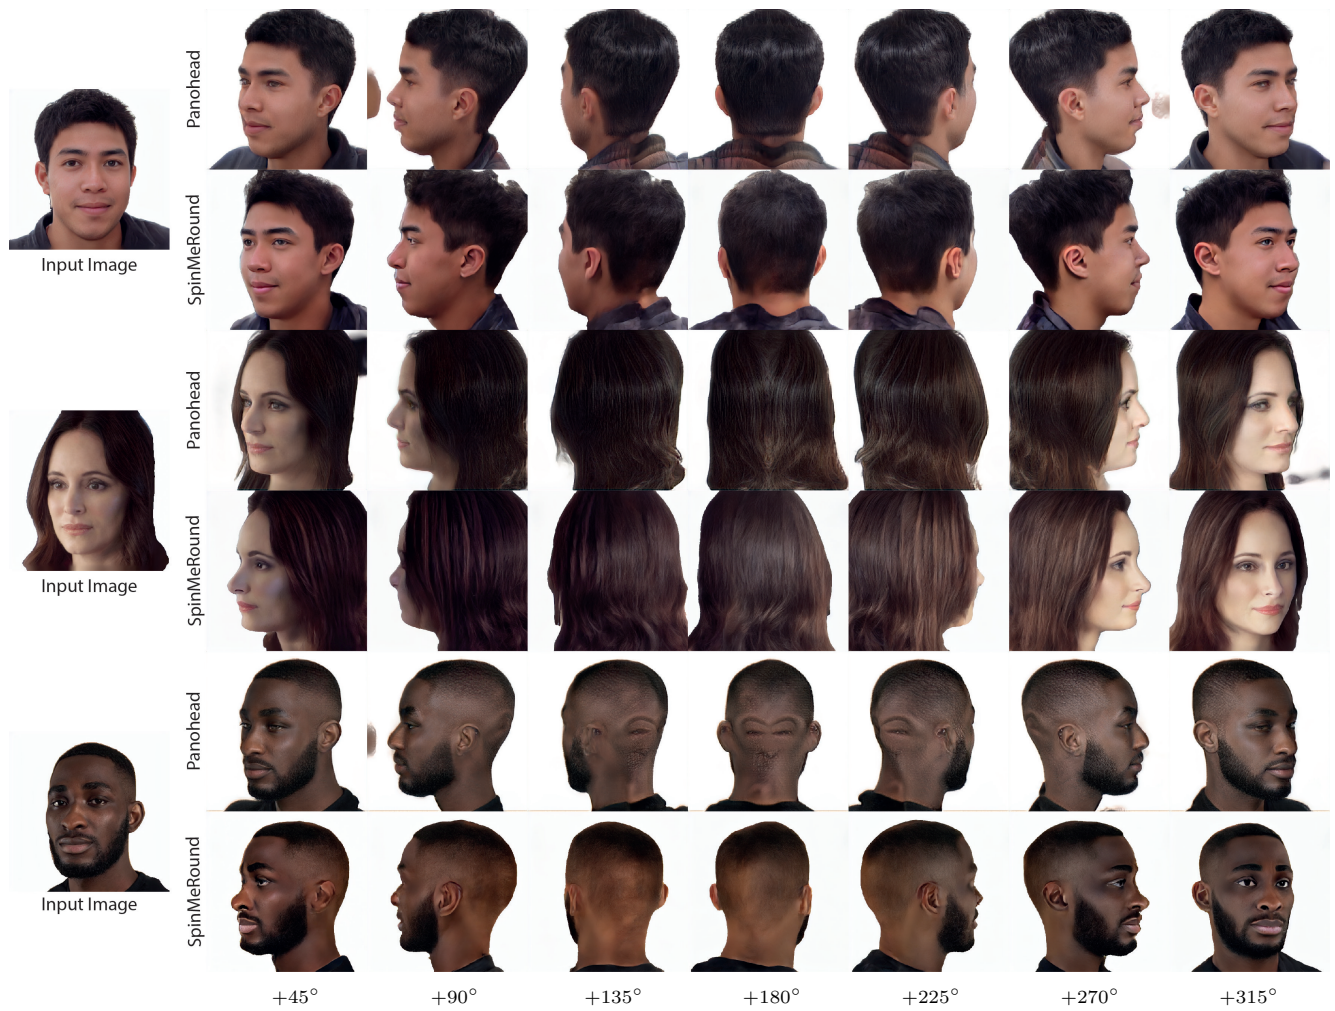 Panohead
SpinMeRound
Input Image
Panohead
SpinMeRound
Input Image
Panohead
SpinMeRound
Input Image
+45°
+90°
+135°
+180°
+225°
+270°
+315°